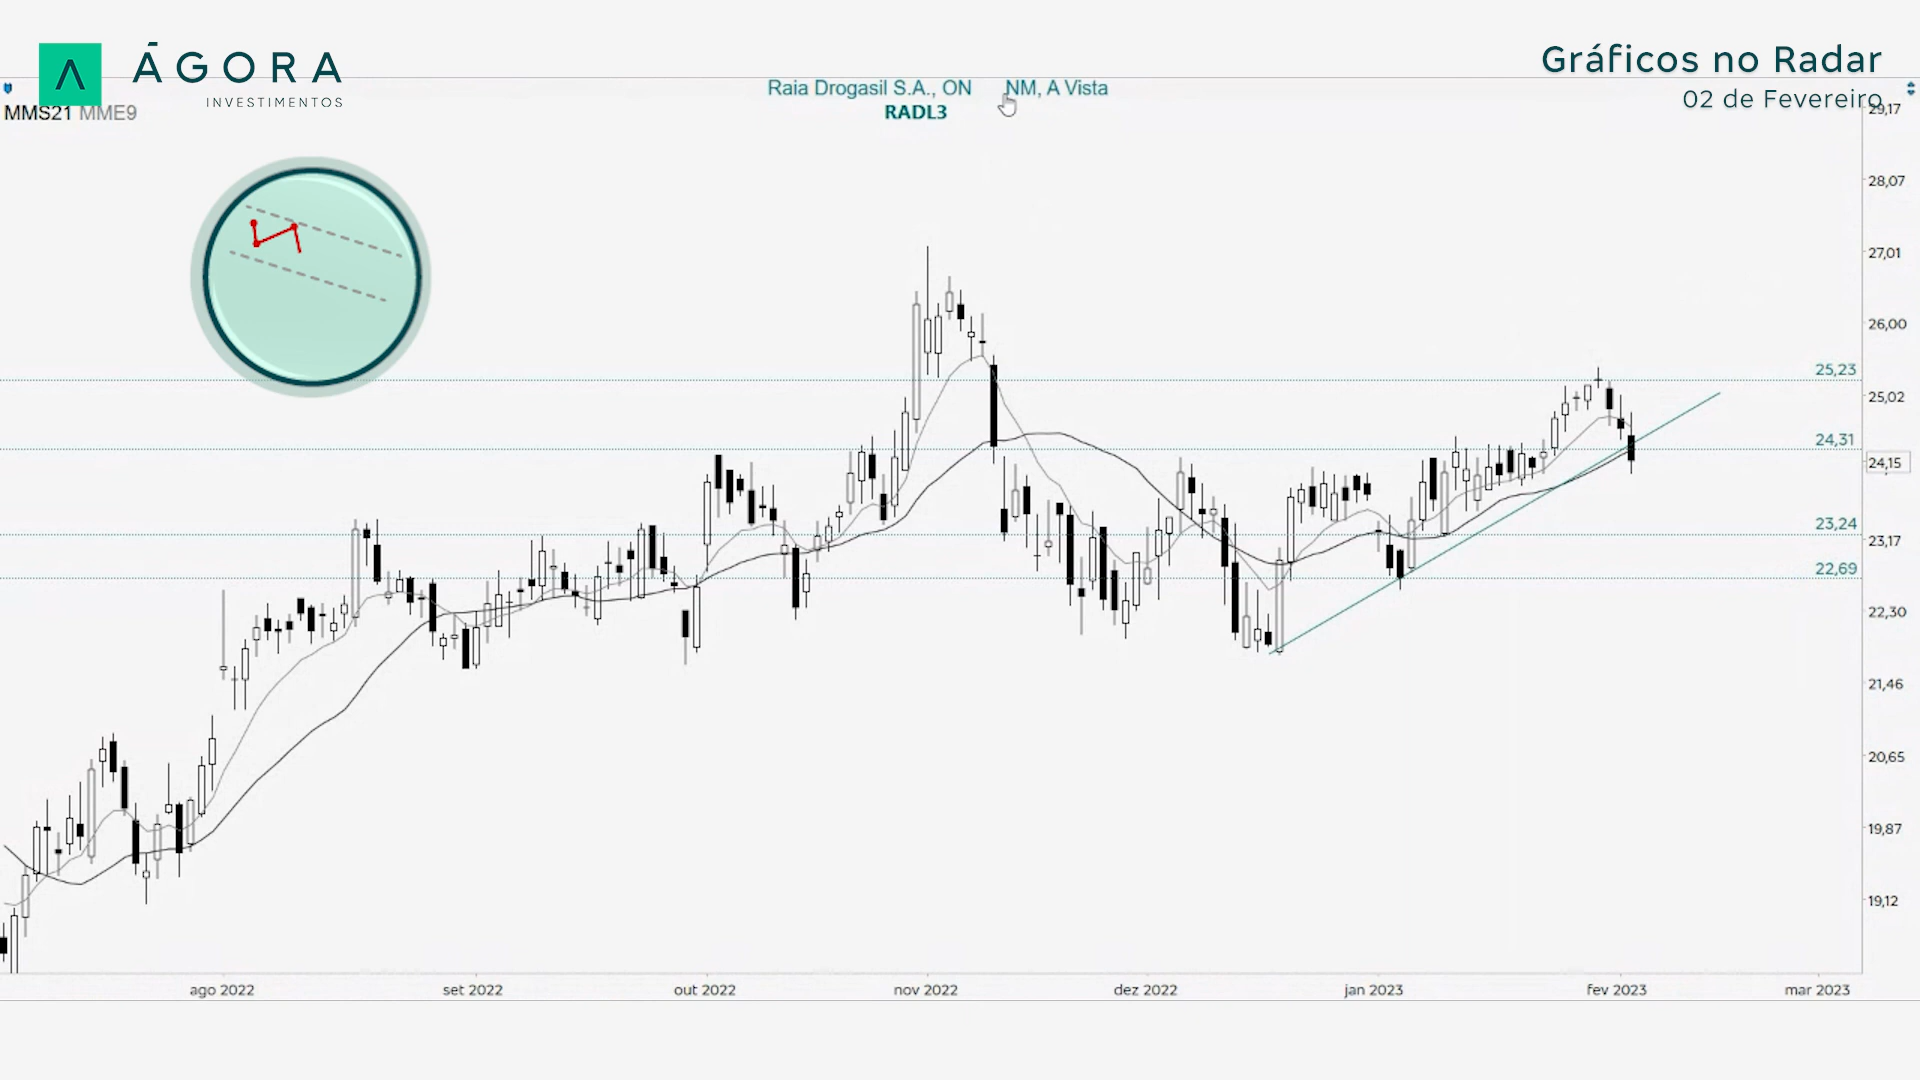 ÁGORA
INVESTIMENTOS
Gráficos no Radar
02 de Fevereiro
Raia Drogasil S.A., ON NM, A Vista
RADL3
MMS21 MME9
29,17
28,07
27,01
26,00
25,23
25,02
24,31
24,15
23,24
23,17
22,69
22,30
21,46
20,65
19,87
19,12
ago 2022 set 2022 out 2022 nov 2022 dez 2022 jan 2023 fev 2023 mar 2023